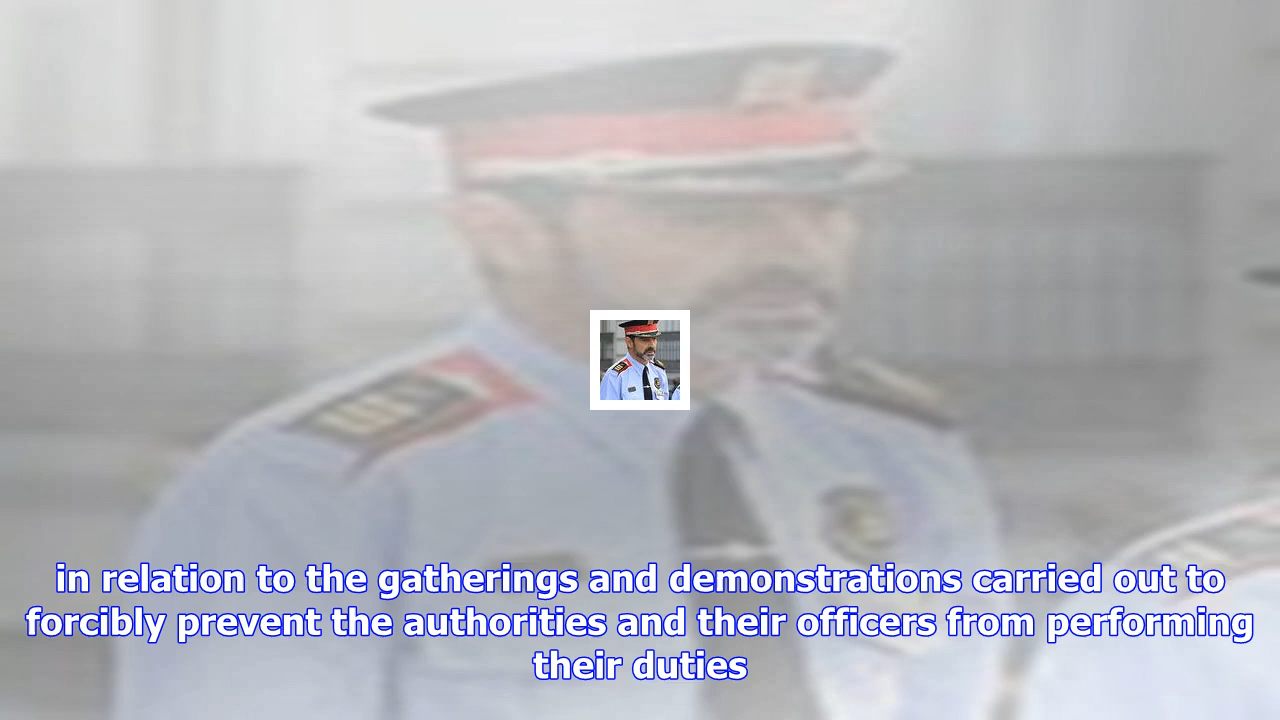 in relation to the gatherings and demonstrations carried out to
forcibly prevent the authorities and their officers from performing
their duties